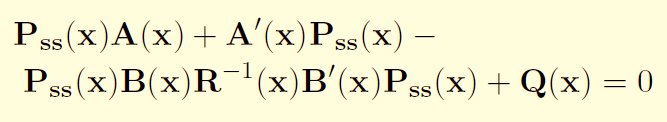 P_ss(x)A(x) + A′(x)P_ss(x) −
P_ss(x)B(x)R⁻¹(x)B′(x)P_ss(x) + Q(x) = 0